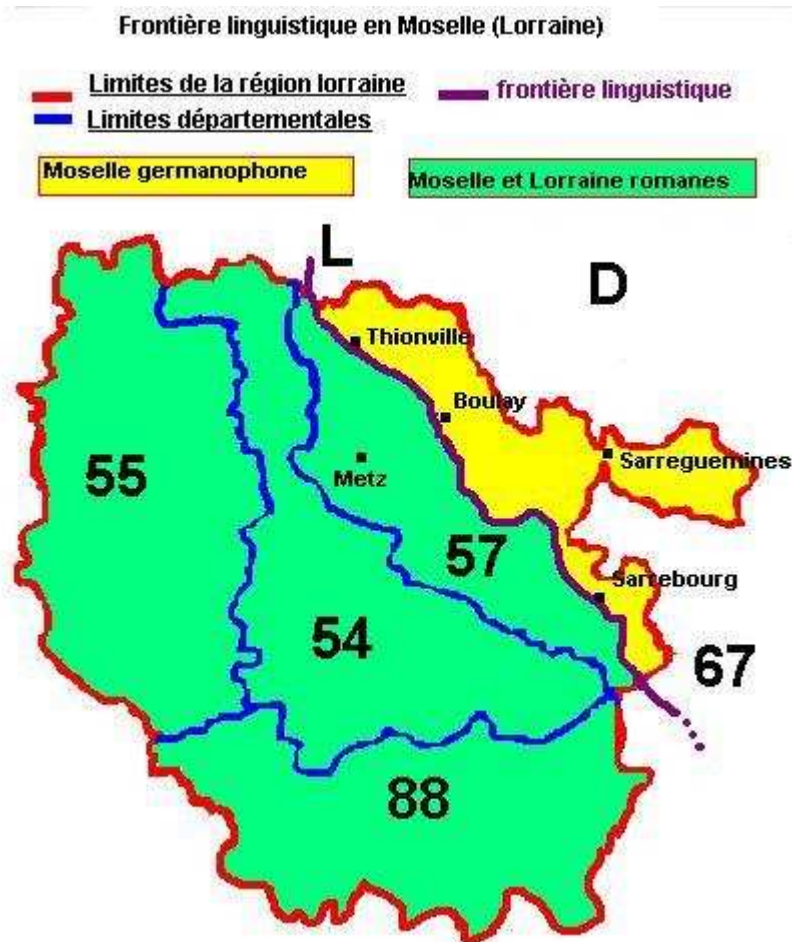 Frontière linguistique en Moselle (Lorraine)
Limites de la région lorraine
frontière linguistique
Limites départementales
Moselle germanophone
Moselle et Lorraine romanes
L
D
Thionville
Boulay
Sarreguemines
55
Metz
57
Sarrebourg
54
67
88